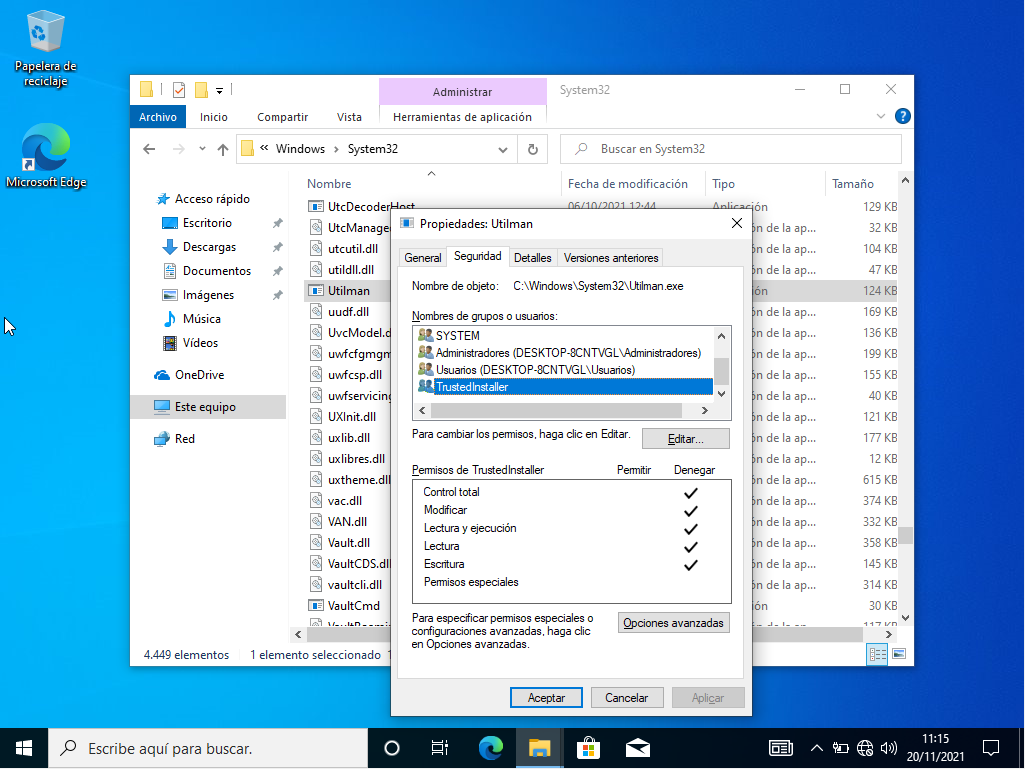 Papelera de
reciclaje
Microsoft Edge
Administrar
System32
Archivo
Inicio
Compartir
Vista
Herramientas de aplicación
« Windows › System32
Buscar en System32
Nombre
Fecha de modificación
Tipo
Tamaño
Acceso rápido
Escritorio
Descargas
Documentos
Imágenes
Música
Vídeos
OneDrive
Este equipo
Red
UtcDecoderHost 06/10/2021 12:44 Aplicación 129 KB
UtcManage ón de la ap... 32 KB
utcutil.dll ón de la ap... 104 KB
utildll.dll ón de la ap... 47 KB
Utilman ión 124 KB
uudf.dll ón de la ap... 169 KB
UvcModel.d ón de la ap... 136 KB
uwfcfgmgm ón de la ap... 199 KB
uwfcsp.dll ón de la ap... 155 KB
uwfservicing ón de la ap... 40 KB
UXInit.dll ón de la ap... 121 KB
uxlib.dll ón de la ap... 177 KB
uxlibres.dll ón de la ap... 12 KB
uxtheme.dll ón de la ap... 615 KB
vac.dll ón de la ap... 374 KB
VAN.dll ón de la ap... 332 KB
Vault.dll ón de la ap... 358 KB
VaultCDS.dll ón de la ap... 145 KB
vaultcli.dll ón de la ap... 314 KB
VaultCmd ión 30 KB
4.449 elementos
1 elemento seleccionado
Propiedades: Utilman
General
Seguridad
Detalles
Versiones anteriores
Nombre de objeto: C:\Windows\System32\Utilman.exe
Nombres de grupos o usuarios:
SYSTEM
Administradores (DESKTOP-8CNTVGL\Administradores)
Usuarios (DESKTOP-8CNTVGL\Usuarios)
TrustedInstaller
Para cambiar los permisos, haga clic en Editar.
Editar...
Permisos de TrustedInstaller Permitir Denegar
Control total
Modificar
Lectura y ejecución
Lectura
Escritura
Permisos especiales
Para especificar permisos especiales o
configuraciones avanzadas, haga clic
en Opciones avanzadas.
Opciones avanzadas
Aceptar
Cancelar
Aplicar
Escribe aquí para buscar.
11:15
20/11/2021